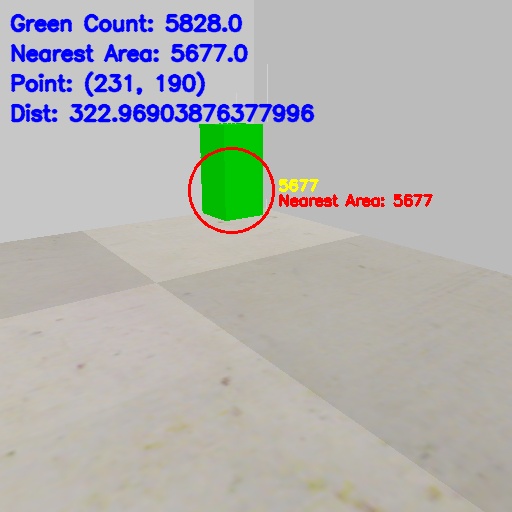 Green Count: 5828.0
Nearest Area: 5677.0
Point: (231, 190)
Dist: 322.96903876377996
5677
Nearest Area: 5677